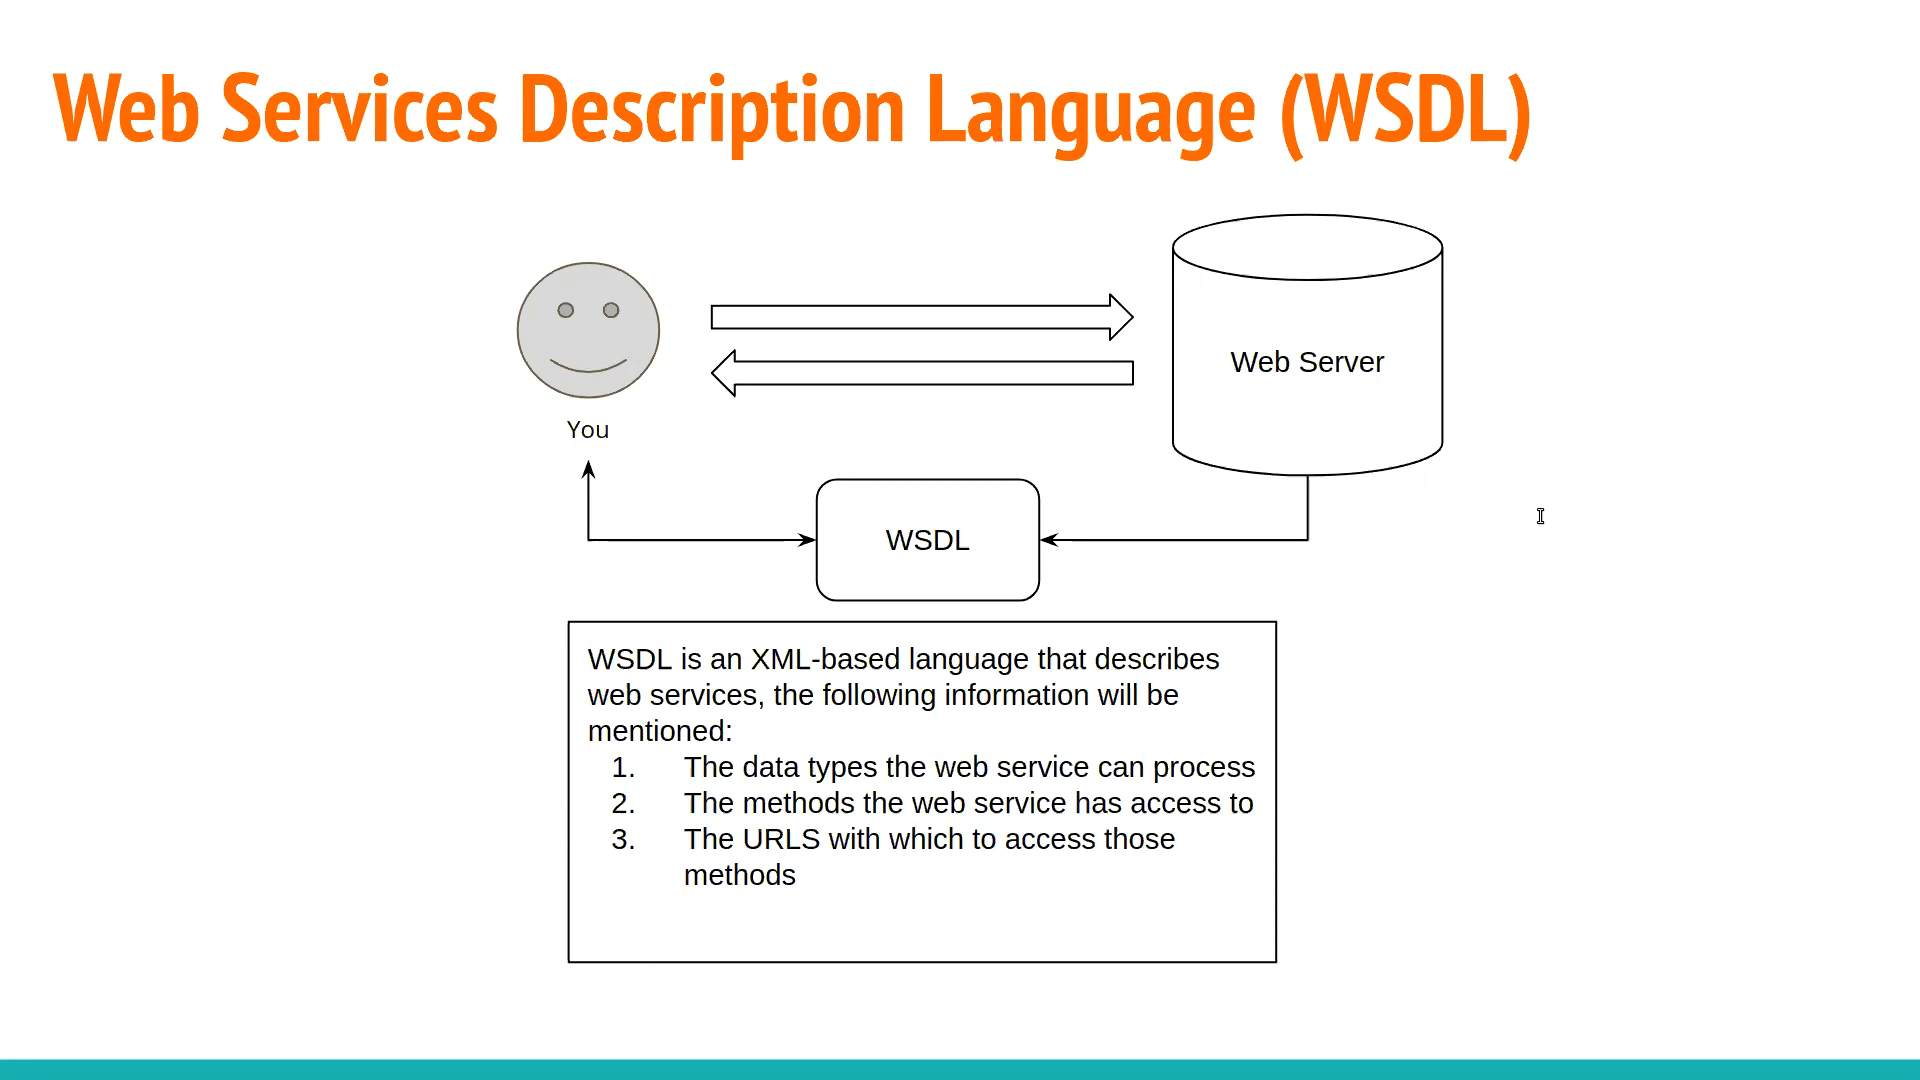 Web Services Description Language (WSDL)
Web Server
You
WSDL
WSDL is an XML-based language that describes
web services, the following information will be
mentioned:
1. The data types the web service can process
2. The methods the web service has access to
3. The URLS with which to access those
methods